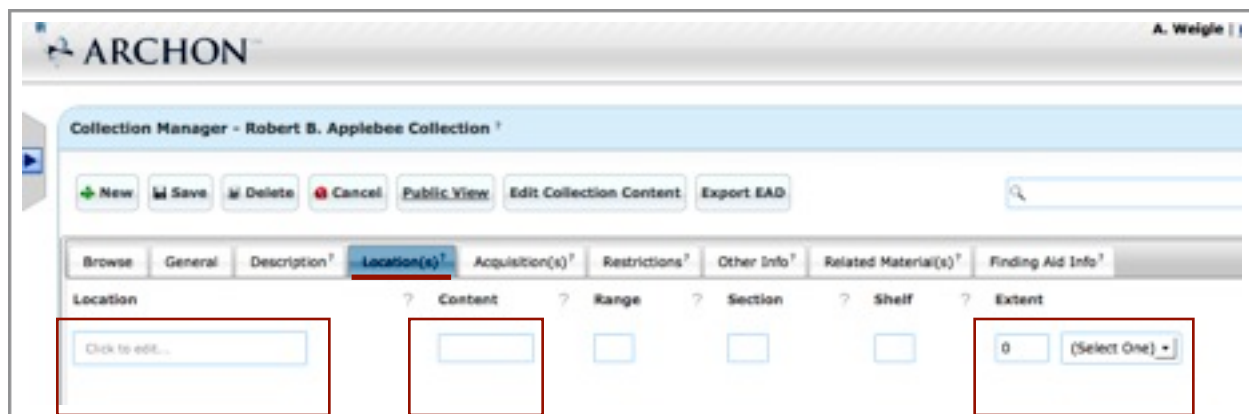 A. Weigle |
ARCHON™
Collection Manager - Robert B. Applebee Collection ?
New Save Delete Cancel Public View Edit Collection Content Export EAD
Browse General Description? Location(s)? Acquisition(s)? Restrictions? Other Info? Related Material(s)? Finding Aid Info?
Location ? Content ? Range ? Section ? Shelf ? Extent
Click to edit... 0 (Select One)